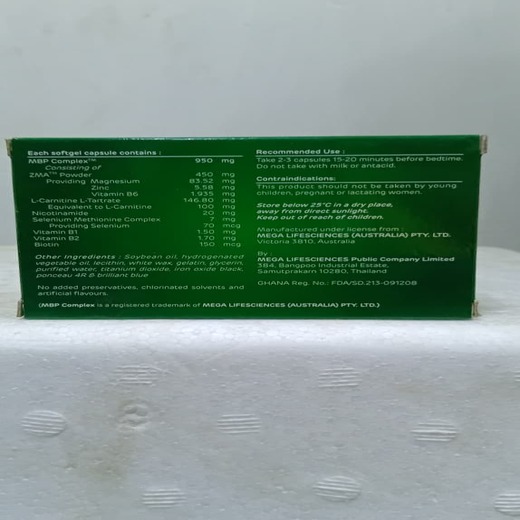 Each softgel capsule contains :
MBP Complex™ 950 mg
Consisting of
ZMA™ Powder 450 mg
Providing Magnesium 83.52 mg
Zinc 5.58 mg
Vitamin B6 1.935 mg
L-Carnitine L-Tartrate 146.80 mg
Equivalent to L-Carnitine 100 mg
Nicotinamide 20 mg
Selenium Methionine Complex 7 mg
Providing Selenium 70 mcg
Vitamin B1 1.50 mg
Vitamin B2 1.70 mg
Biotin 150 mcg
Other Ingredients : Soybean oil, hydrogenated
vegetable oil, lecithin, white wax, gelatin, glycerin,
purified water, titanium dioxide, iron oxide black,
ponceau 4R & brilliant blue
No added preservatives, chlorinated solvents and
artificial flavours.
(MBP Complex is a registered trademark of MEGA LIFESCIENCES (AUSTRALIA) PTY. LTD.)
Recommended Use :
Take 2-3 capsules 15-20 minutes before bedtime.
Do not take with milk or antacid.
Contraindications:
This product should not be taken by young
children, pregnant or lactating women.
Store below 25°C in a dry place,
away from direct sunlight.
Keep out of reach of children.
Manufactured under license from :
MEGA LIFESCIENCES (AUSTRALIA) PTY. LTD.
Victoria 3810, Australia
By :
MEGA LIFESCIENCES Public Company Limited
384, Bangpoo Industrial Estate,
Samutprakarn 10280, Thailand
GHANA Reg. No.: FDA/SD.213-091208